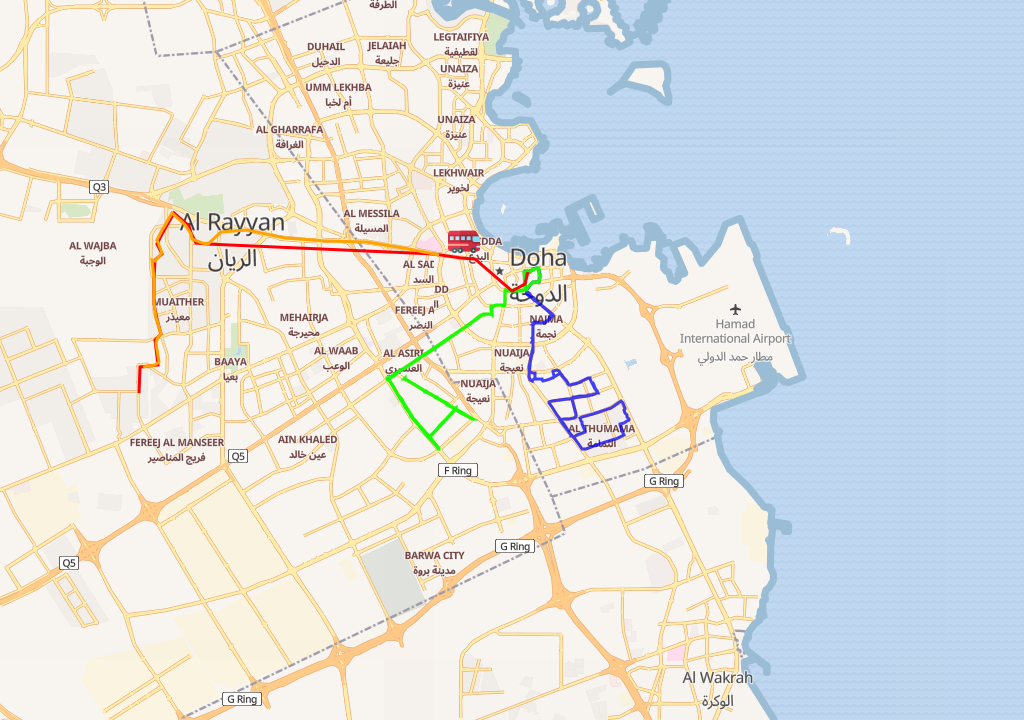 الطرفة
LEGTAIFIYA
لقطيفية
DUHAIL
الدحيل
JELAIAH
جليعة
UNAIZA
عنيزة
UMM LEKHBA
أم لخبا
UNAIZA
عنيزة
AL GHARRAFA
الغرافة
LEKHWAIR
لخوير
Q3
AL MESSILA
المسيلة
Al Rayyan
الريان
AL WAJBA
الوجبة
EDDA
البدع
Doha
الدوحة
AL SAD
السد
DD
ال
MUAITHER
معيذر
MEHAIRJA
محيرجة
FEREEJ A
النصر
NAJMA
نجمة
Hamad
International Airport
مطار حمد الدولي
BAAYA
بعيا
AL WAAB
الوعب
AL ASIRI
العسيري
NUAIJA
نعيجة
NUAIJA
نعيجة
AL THUMAMA
الثمامة
FEREEJ AL MANSEER
فريج المناصير
AIN KHALED
عين خالد
Q5
F Ring
G Ring
G Ring
BARWA CITY
مدينة بروة
Q5
Al Wakrah
الوكرة
G Ring